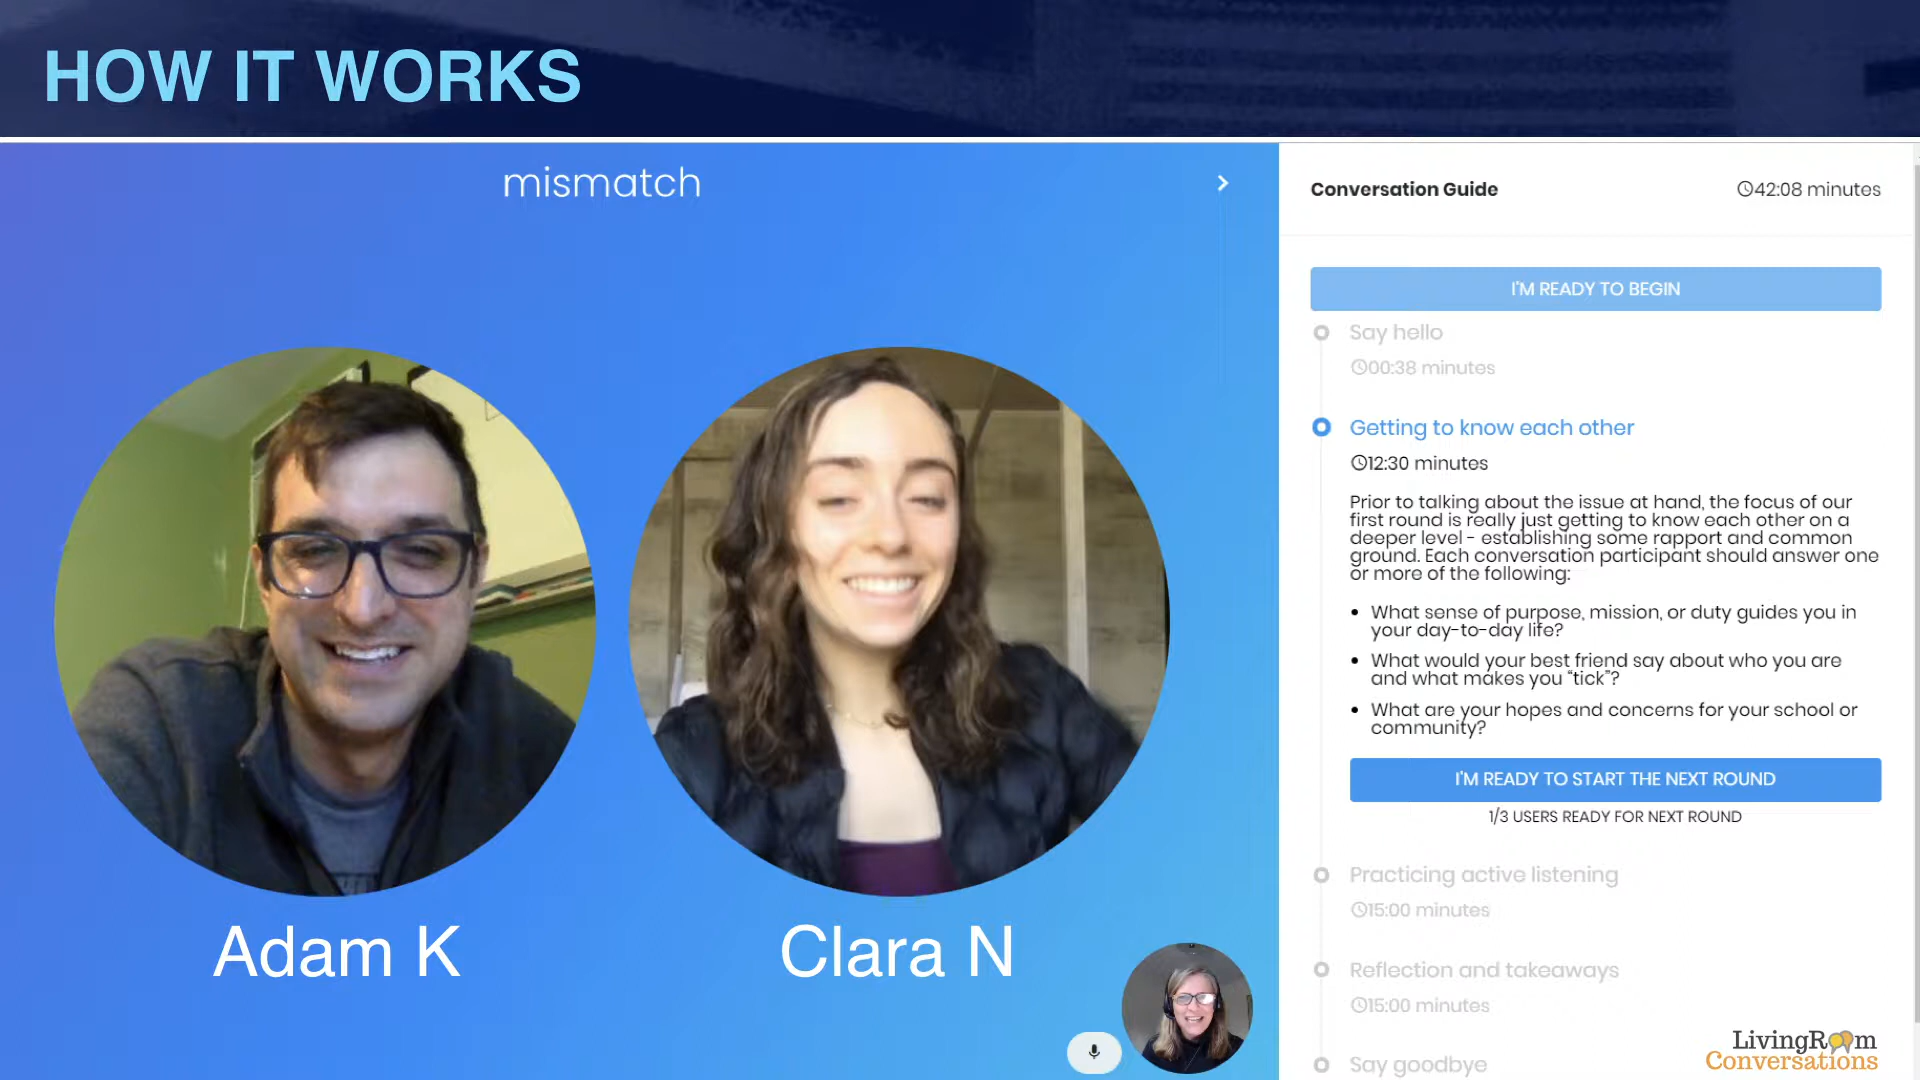 HOW IT WORKS
mismatch
Adam K
Clara N
Conversation Guide
42:08 minutes
I'M READY TO BEGIN
Say hello
00:38 minutes
Getting to know each other
12:30 minutes
Prior to talking about the issue at hand, the focus of our
first round is really just getting to know each other on a
deeper level - establishing some rapport and common
ground. Each conversation participant should answer one
or more of the following:
• What sense of purpose, mission, or duty guides you in
your day-to-day life?
• What would your best friend say about who you are
and what makes you “tick”?
• What are your hopes and concerns for your school or
community?
I'M READY TO START THE NEXT ROUND
1/3 USERS READY FOR NEXT ROUND
Practicing active listening
15:00 minutes
Reflection and takeaways
15:00 minutes
Say goodbye
LivingRoom
Conversations